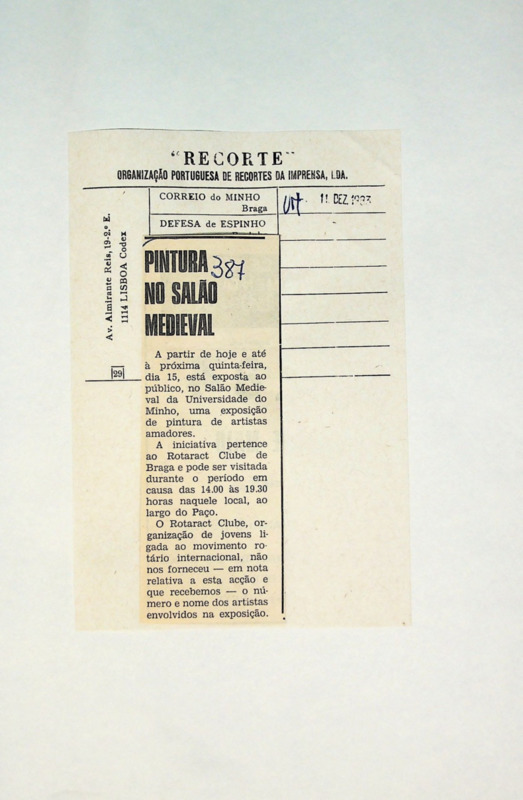 "RECORTE"
ORGANIZAÇÃO PORTUGUESA DE RECORTES DA IMPRENSA, LDA.
CORREIO do MINHO
Braga
11 DEZ. 1983
DEFESA de ESPINHO
Av. Almirante Reis, 19-2.º E.
1114 LISBOA Codex
29
387
PINTURA
NO SALÃO
MEDIEVAL
A partir de hoje e até
à próxima quinta-feira,
dia 15, está exposta ao
público, no Salão Medie-
val da Universidade do
Minho, uma exposição
de pintura de artistas
amadores.
A iniciativa pertence
ao Rotaract Clube de
Braga e pode ser visitada
durante o período em
causa das 14.00 às 19.30
horas naquele local, ao
largo do Paço.
O Rotaract Clube, or-
ganização de jovens li-
gada ao movimento ro-
tário internacional, não
nos forneceu — em nota
relativa a esta acção e
que recebemos — o nú-
mero e nome dos artistas
envolvidos na exposição.